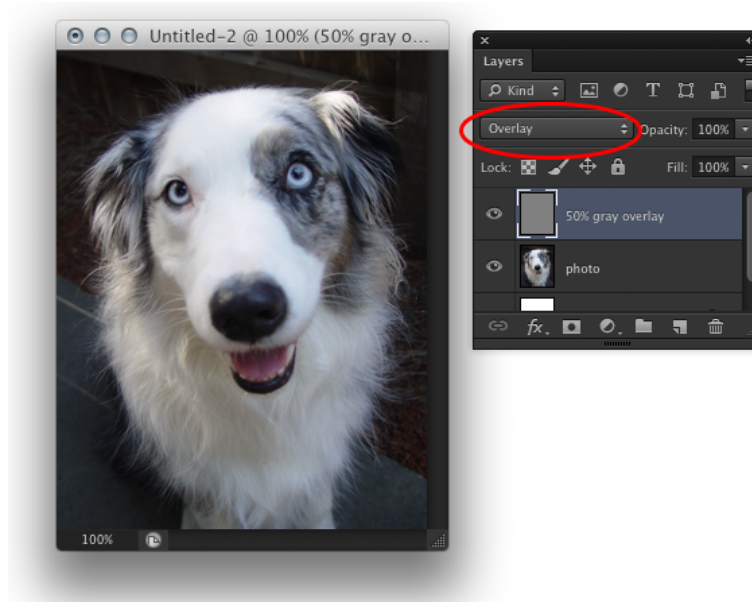 Untitled-2 @ 100% (50% gray o...
100%
Layers
Kind
Overlay
Opacity: 100%
Lock:
Fill: 100%
50% gray overlay
photo
fx.